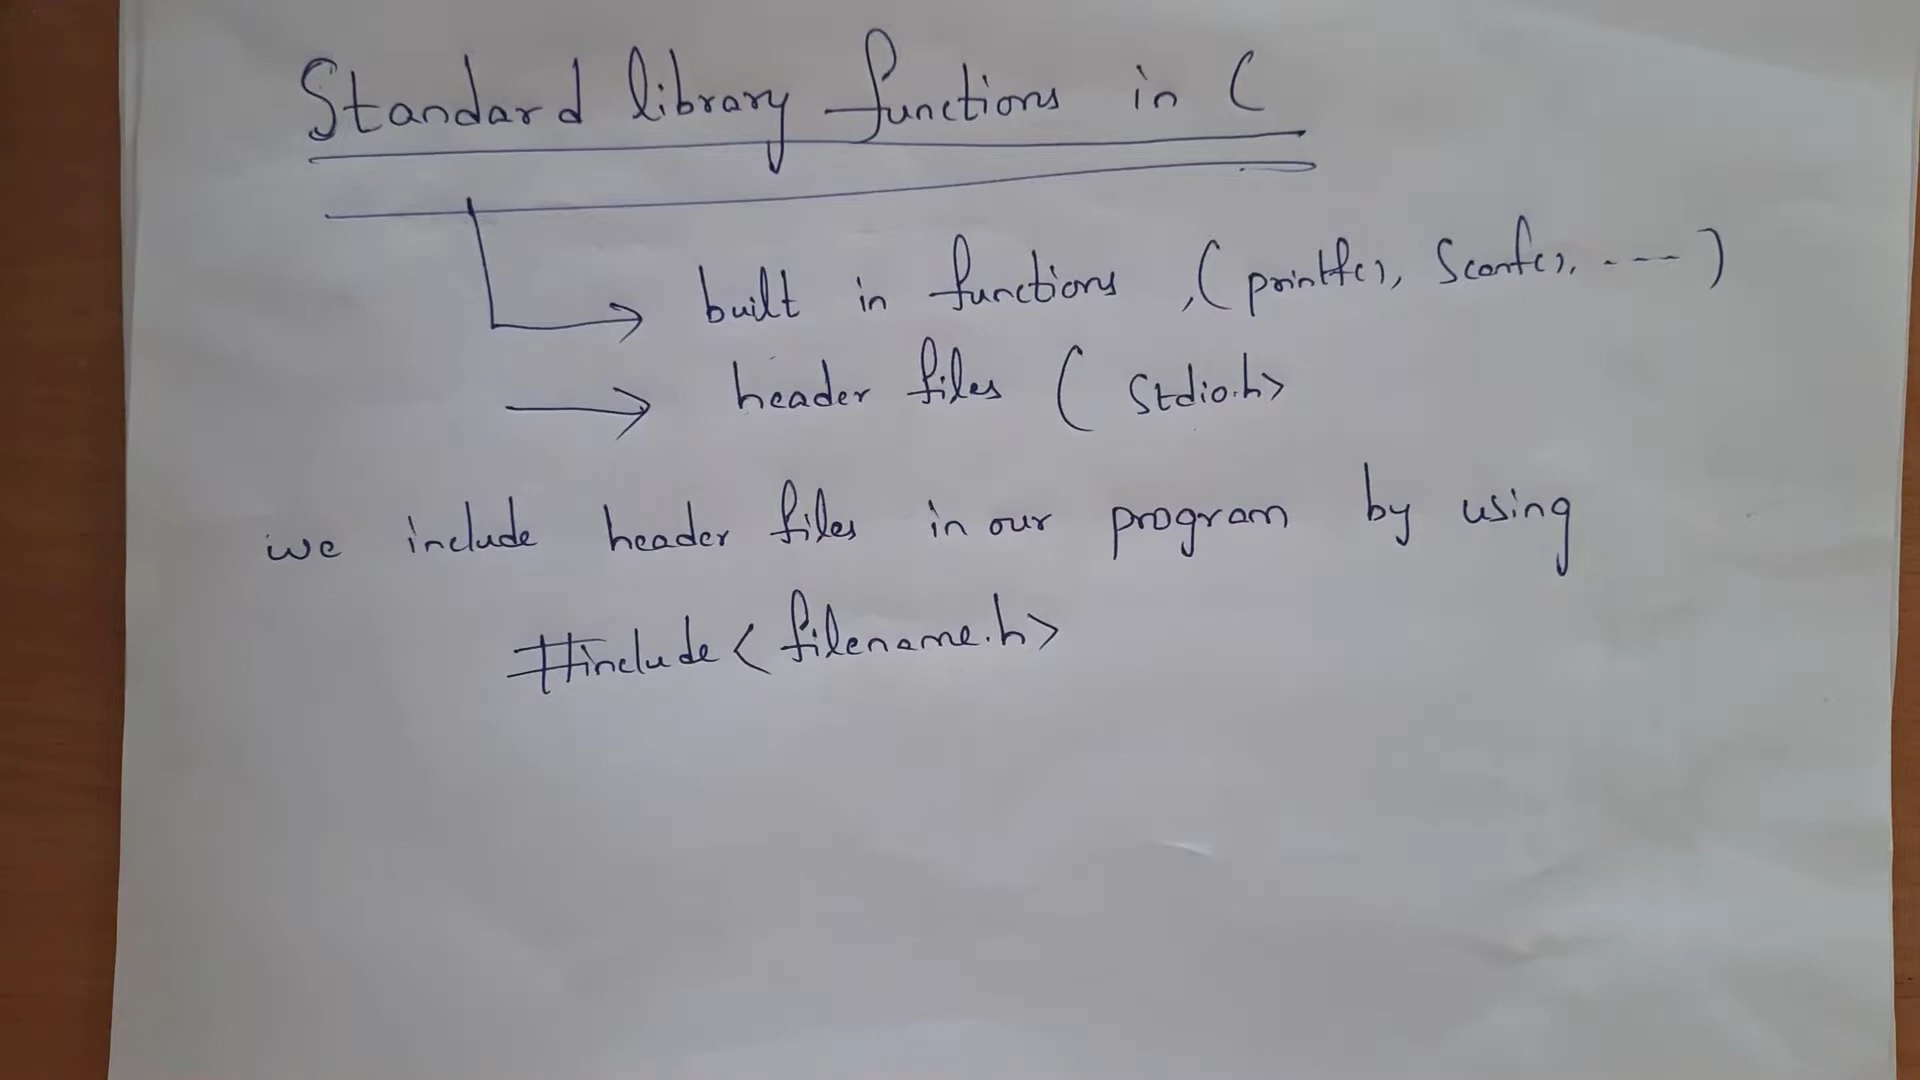 Standard library functions in C
built in functions, (printf(), Scanf(), ----)
header files ( Stdio.h>
we include header files in our program by using
#include< filename.h>